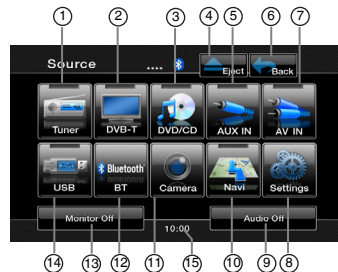 ① ② ③ ④ ⑤ ⑥ ⑦
Source .... Eject Back
Tuner DVB-T DVD/CD AUX IN AV IN
Bluetooth
USB BT Camera Navi Settings
Monitor Off Audio Off
10:00
⑭ ⑬ ⑫ ⑪ ⑮ ⑩ ⑨ ⑧